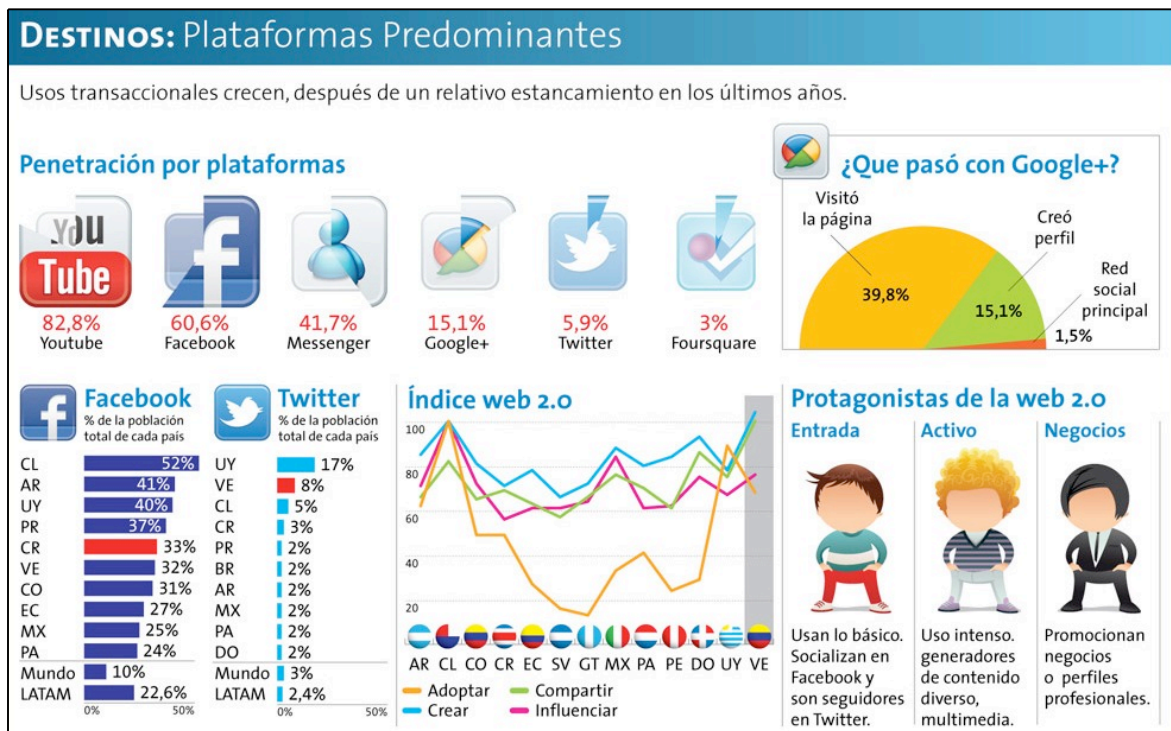 DESTINOS: Plataformas Predominantes
Usos transaccionales crecen, después de un relativo estancamiento en los últimos años.
Penetración por plataformas
You
Tube
82,8%
Youtube
f
60,6%
Facebook
41,7%
Messenger
15,1%
Google+
5,9%
Twitter
3%
Foursquare
¿Que pasó con Google+?
Visitó
la página
39,8%
Creó
perfil
15,1%
Red
social
principal
1,5%
f
Facebook
% de la población
total de cada país
CL 52%
AR 41%
UY 40%
PR 37%
CR 33%
VE 32%
CO 31%
EC 27%
MX 25%
PA 24%
Mundo 10%
LATAM 22,6%
0% 50%
Twitter
% de la población
total de cada país
UY 17%
VE 8%
CL 5%
CR 3%
PR 2%
BR 2%
AR 2%
MX 2%
PA 2%
DO 2%
Mundo 3%
LATAM 2,4%
0% 50%
Índice web 2.0
100
80
60
40
20
AR CL CO CR EC SV GT MX PA PE DO UY VE
Adoptar Compartir
Crear Influenciar
Protagonistas de la web 2.0
Entrada
Usan lo básico.
Socializan en
Facebook y
son seguidores
en Twitter.
Activo
Uso intenso.
generadores
de contenido
diverso,
multimedia.
Negocios
Promocionan
negocios
o perfiles
profesionales.